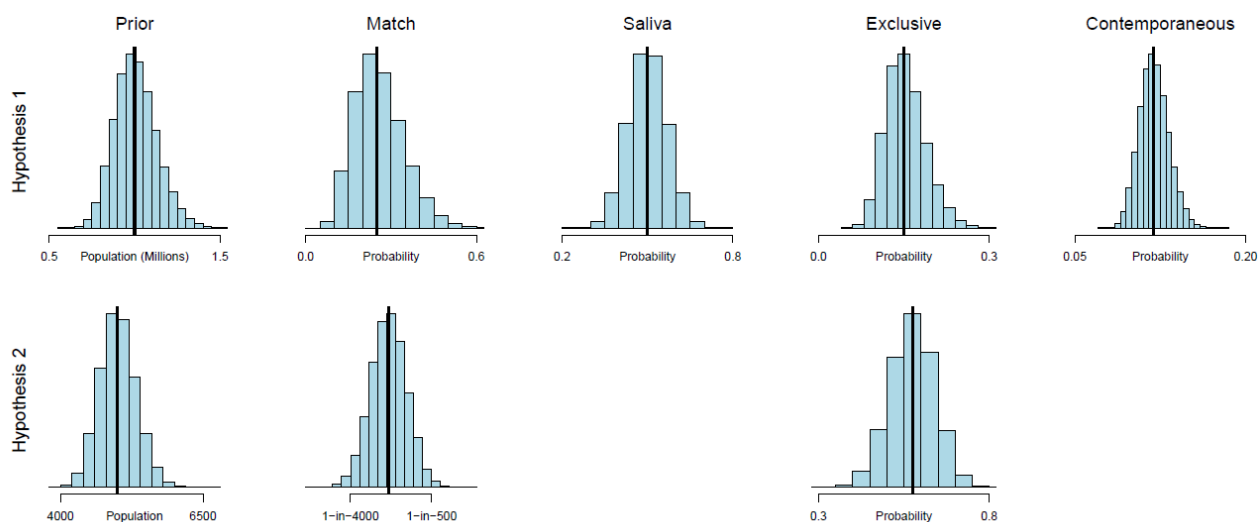 Prior Match Saliva Exclusive Contemporaneous
Hypothesis 1
0.5 Population (Millions) 1.5 0.0 Probability 0.6 0.2 Probability 0.8 0.0 Probability 0.3 0.05 Probability 0.20
Hypothesis 2
4000 Population 6500 1-in-4000 1-in-500 0.3 Probability 0.8